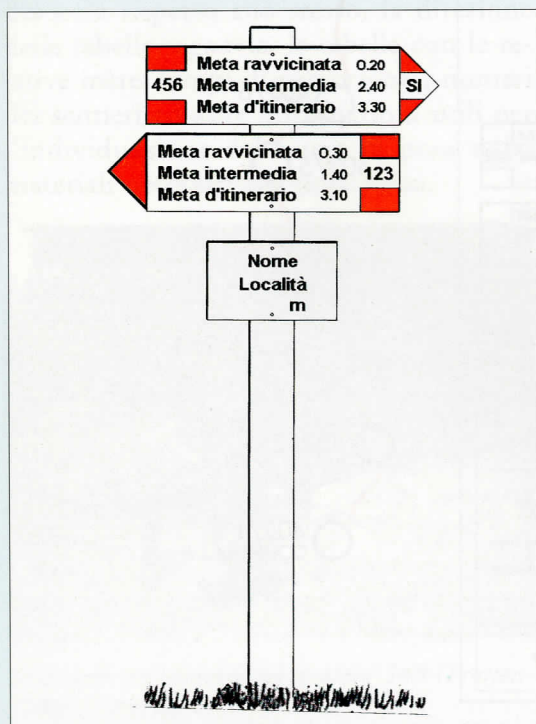 Meta ravvicinata 0.20
456 Meta intermedia 2.40 SI
Meta d'itinerario 3.30
Meta ravvicinata 0.30
Meta intermedia 1.40 123
Meta d'itinerario 3.10
Nome
Località
m